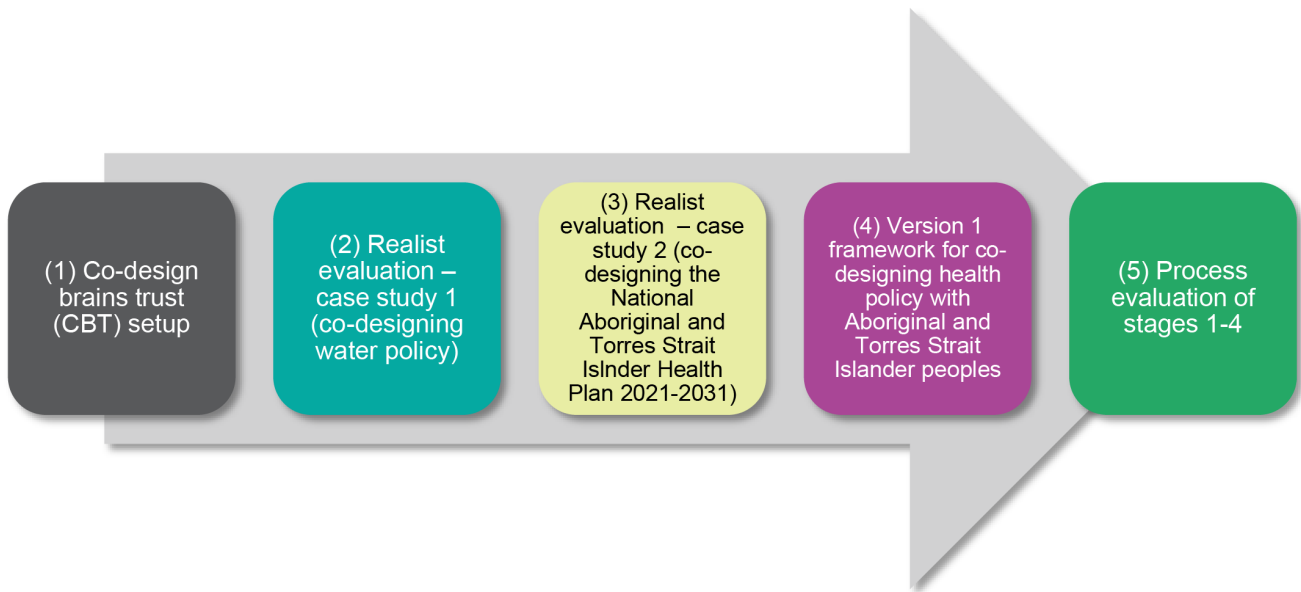 (1) Co-design
brains trust
(CBT) setup
(2) Realist
evaluation –
case study 1
(co-designing
water policy)
(3) Realist
evaluation – case
study 2 (co-
designing the
National
Aboriginal and
Torres Strait
Islnder Health
Plan 2021-2031)
(4) Version 1
framework for co-
designing health
policy with
Aboriginal and
Torres Strait
Islander peoples
(5) Process
evaluation of
stages 1-4